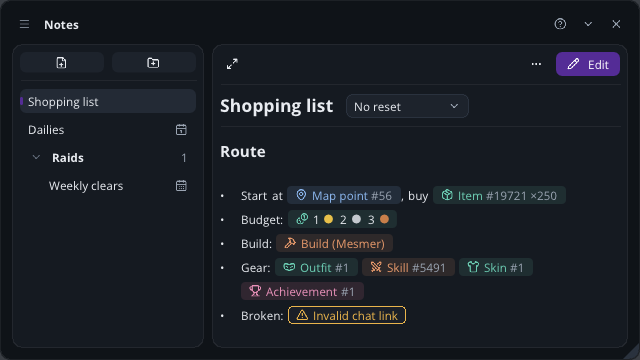 Notes
Edit
Shopping list
Dailies
Raids 1
Weekly clears
Shopping list No reset
Route
• Start at Map point #56 , buy Item #19721 ×250
• Budget: 1 2 3
• Build: Build (Mesmer)
• Gear: Outfit #1 Skill #5491 Skin #1
Achievement #1
• Broken: Invalid chat link